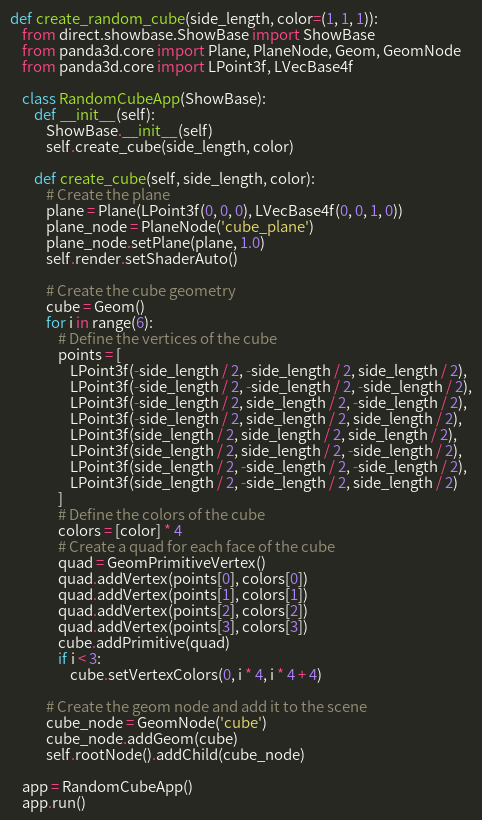 def create_random_cube(side_length, color=(1, 1, 1)):
    from direct.showbase.ShowBase import ShowBase
    from panda3d.core import Plane, PlaneNode, Geom, GeomNode
    from panda3d.core import LPoint3f, LVecBase4f

    class RandomCubeApp(ShowBase):
        def __init__(self):
            ShowBase.__init__(self)
            self.create_cube(side_length, color)

        def create_cube(self, side_length, color):
            # Create the plane
            plane = Plane(LPoint3f(0, 0, 0), LVecBase4f(0, 0, 1, 0))
            plane_node = PlaneNode('cube_plane')
            plane_node.setPlane(plane, 1.0)
            self.render.setShaderAuto()

            # Create the cube geometry
            cube = Geom()
            for i in range(6):
                # Define the vertices of the cube
                points = [
                    LPoint3f(-side_length / 2, -side_length / 2, side_length / 2),
                    LPoint3f(-side_length / 2, -side_length / 2, -side_length / 2),
                    LPoint3f(-side_length / 2, side_length / 2, -side_length / 2),
                    LPoint3f(-side_length / 2, side_length / 2, side_length / 2),
                    LPoint3f(side_length / 2, side_length / 2, side_length / 2),
                    LPoint3f(side_length / 2, side_length / 2, -side_length / 2),
                    LPoint3f(side_length / 2, -side_length / 2, -side_length / 2),
                    LPoint3f(side_length / 2, -side_length / 2, side_length / 2)
                ]
                # Define the colors of the cube
                colors = [color] * 4
                # Create a quad for each face of the cube
                quad = GeomPrimitiveVertex()
                quad.addVertex(points[0], colors[0])
                quad.addVertex(points[1], colors[1])
                quad.addVertex(points[2], colors[2])
                quad.addVertex(points[3], colors[3])
                cube.addPrimitive(quad)
                if i < 3:
                    cube.setVertexColors(0, i * 4, i * 4 + 4)

            # Create the geom node and add it to the scene
            cube_node = GeomNode('cube')
            cube_node.addGeom(cube)
            self.rootNode().addChild(cube_node)

    app = RandomCubeApp()
    app.run()